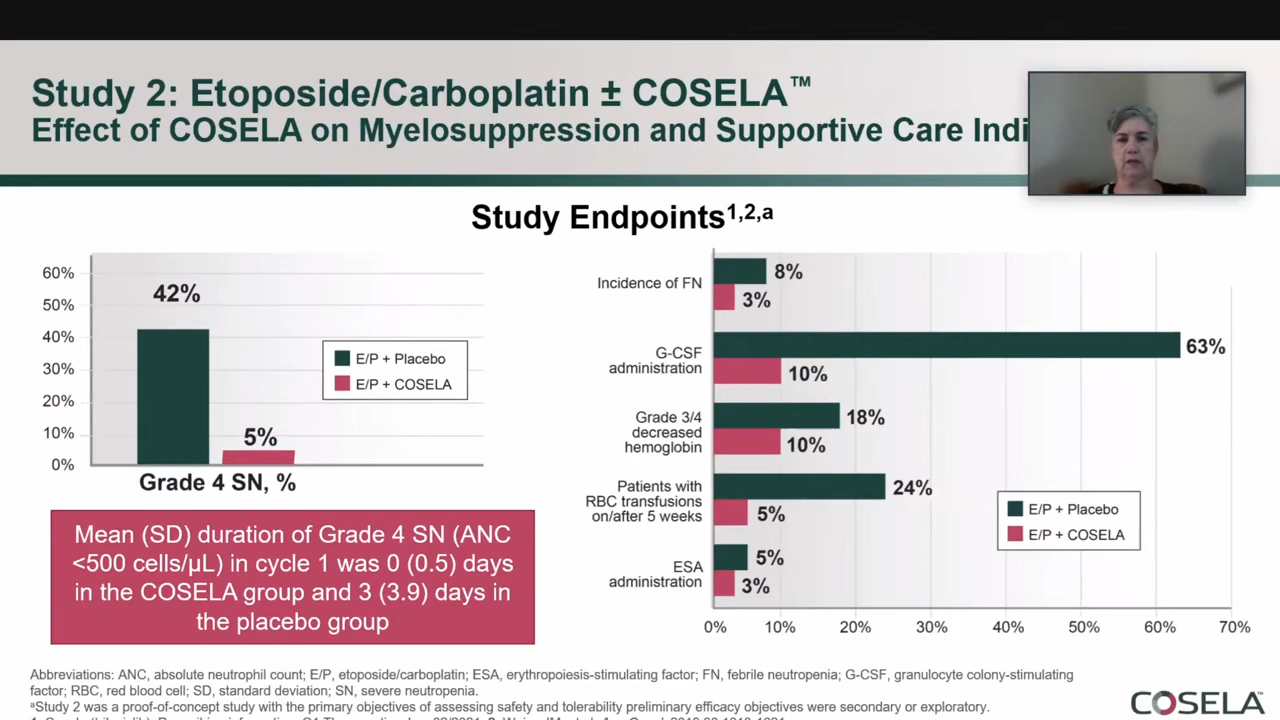 Study 2: Etoposide/Carboplatin ± COSELA™
Effect of COSELA on Myelosuppression and Supportive Care Indi
Study Endpoints1,2,a
60%
50%
40%
30%
20%
10%
0%
42%
5%
Grade 4 SN, %
E/P + Placebo
E/P + COSELA
Mean (SD) duration of Grade 4 SN (ANC
<500 cells/µL) in cycle 1 was 0 (0.5) days
in the COSELA group and 3 (3.9) days in
the placebo group
Incidence of FN
8%
3%
G-CSF
administration
63%
10%
Grade 3/4
decreased
hemoglobin
18%
10%
Patients with
RBC transfusions
on/after 5 weeks
24%
5%
ESA
administration
5%
3%
E/P + Placebo
E/P + COSELA
0% 10% 20% 30% 40% 50% 60% 70%
Abbreviations: ANC, absolute neutrophil count; E/P, etoposide/carboplatin; ESA, erythropoiesis-stimulating factor; FN, febrile neutropenia; G-CSF, granulocyte colony-stimulating
factor; RBC, red blood cell; SD, standard deviation; SN, severe neutropenia.
aStudy 2 was a proof-of-concept study with the primary objectives of assessing safety and tolerability preliminary efficacy objectives were secondary or exploratory.
COSELA™